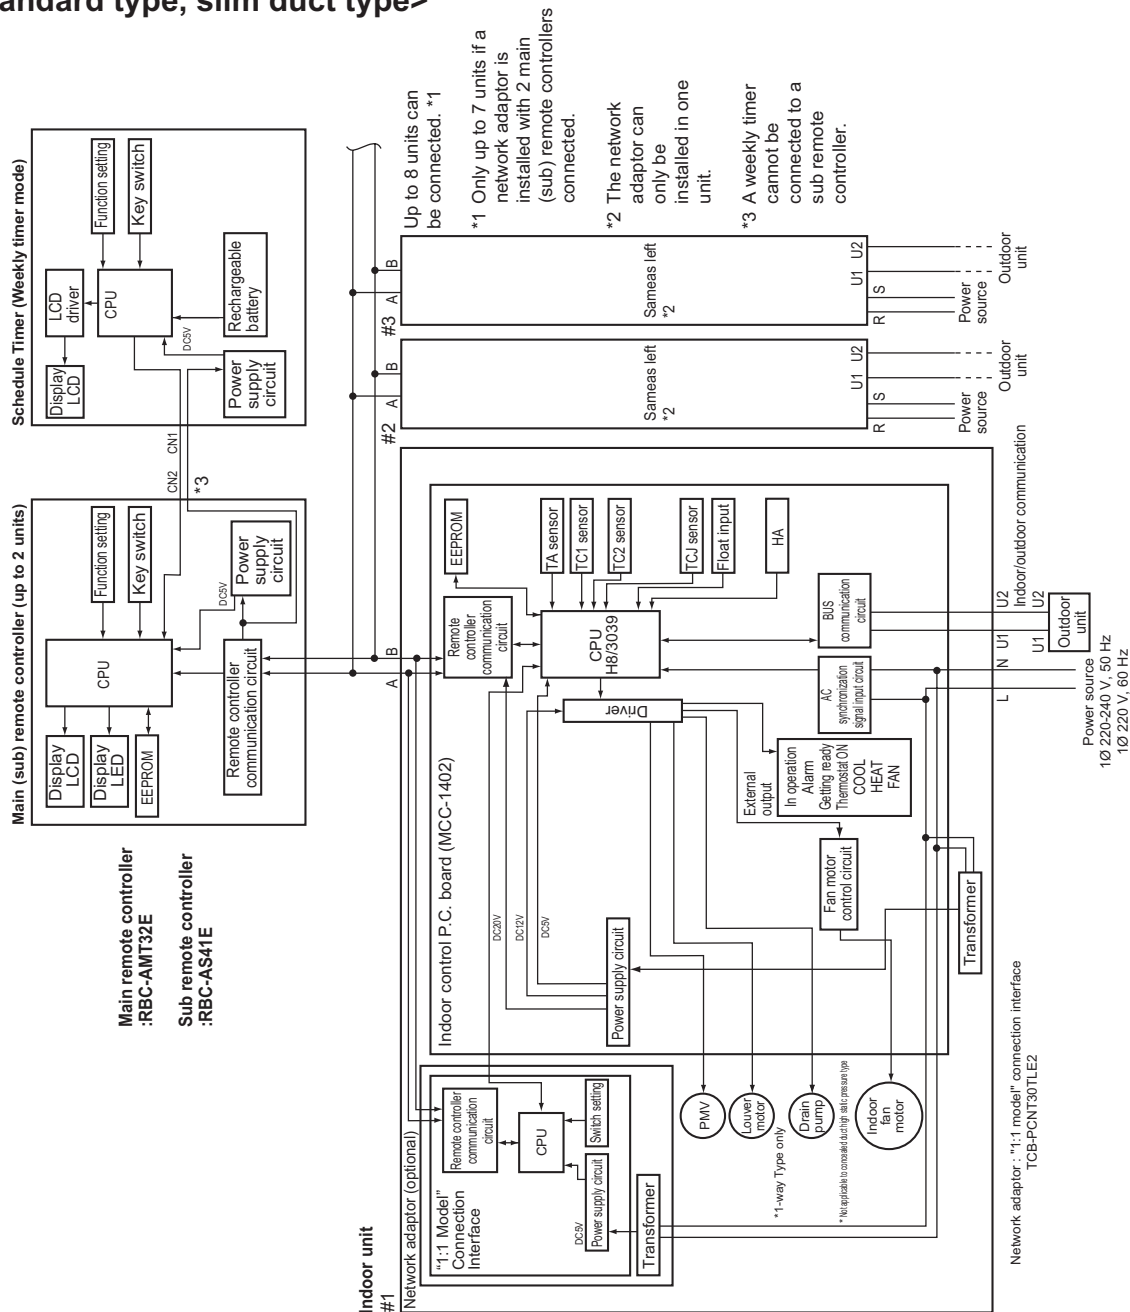 andard type, slim duct type>
Schedule Timer (Weekly timer mode)
Function setting
Key switch
LCD
driver
CPU
Display
LCD
Rechargeable
battery
DC5V
Power
supply
circuit
CN2
CN1
*3
Main (sub) remote controller (up to 2 units)
Function setting
Key switch
CPU
Display
LCD
Display
LED
EEPROM
DC5V
Power
supply
circuit
Remote controller
communication circuit
Main remote controller
:RBC-AMT32E
Sub remote controller
:RBC-AS41E
Up to 8 units can
be connected. *1
*1 Only up to 7 units if a
network adaptor is
installed with 2 main
(sub) remote controllers
connected.
*2 The network
adaptor can
only be
installed in one
unit.
*3 A weekly timer
cannot be
connected to a
sub remote
controller.
#3
A
B
Sameas left
*2
R
S
U1
U2
Power
source
Outdoor
unit
#2
A
B
Sameas left
*2
R
S
U1
U2
Power
source
Outdoor
unit
A
B
Indoor unit
#1
Network adaptor (optional)
"1:1 Model"
Connection
Interface
Remote controller
communication
circuit
CPU
Switch setting
DC5V
Power supply circuit
Transformer
Indoor control P.C. board (MCC-1402)
DC20V
DC12V
DC5V
Power supply circuit
Remote
controller
communication
circuit
EEPROM
TA sensor
TC1 sensor
TC2 sensor
TCJ sensor
Float input
HA
CPU
H8/3039
Driver
BUS
communication
circuit
AC
synchronization
signal input circuit
External
output
In operation
Alarm
Getting ready
Thermostat ON
COOL
HEAT
FAN
Fan motor
control circuit
Transformer
PMV
Louver
motor
*1-way Type only
Drain
pump
* Not applicable to concealed duct high static pressure type
Indoor
fan
motor
L
N
U1
U2
Indoor/outdoor communication
U1
U2
Outdoor
unit
Power source
1Ø 220-240 V, 50 Hz
1Ø 220 V, 60 Hz
Network adaptor : "1:1 model" connection interface
TCB-PCNT30TLE2